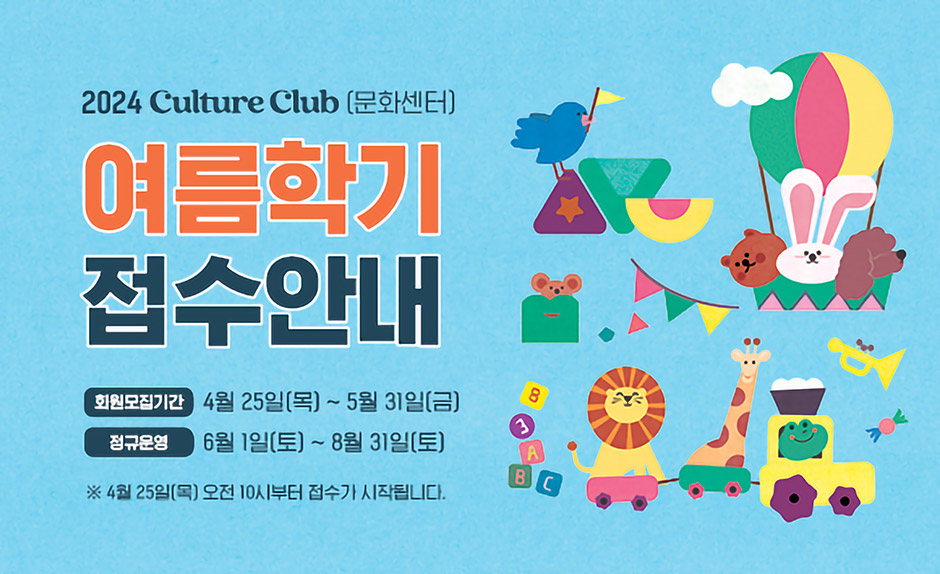 2024 Culture Club (문화센터)
여름학기
접수안내
회원모집기간 4월 25일(목) ~ 5월 31일(금)
정규운영 6월 1일(토) ~ 8월 31일(토)
※ 4월 25일(목) 오전 10시부터 접수가 시작됩니다.
B
3
A
B
C